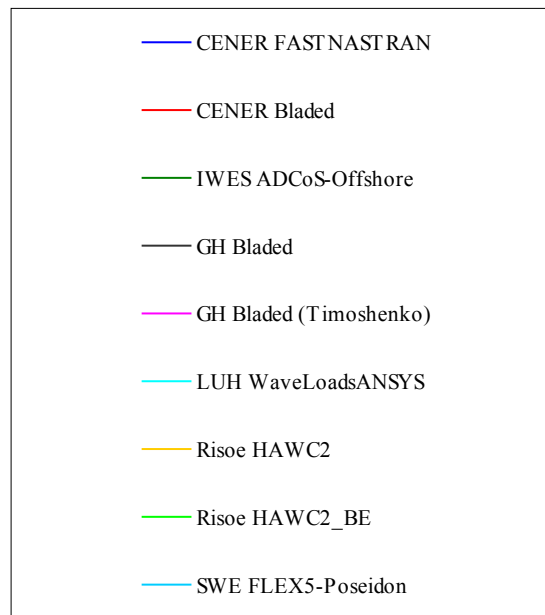 CENER FASTNASTRAN
CENER Bladed
IWES ADCoS-Offshore
GH Bladed
GH Bladed (Timoshenko)
LUH WaveLoadsANSYS
Risoe HAWC2
Risoe HAWC2_BE
SWE FLEX5-Poseidon